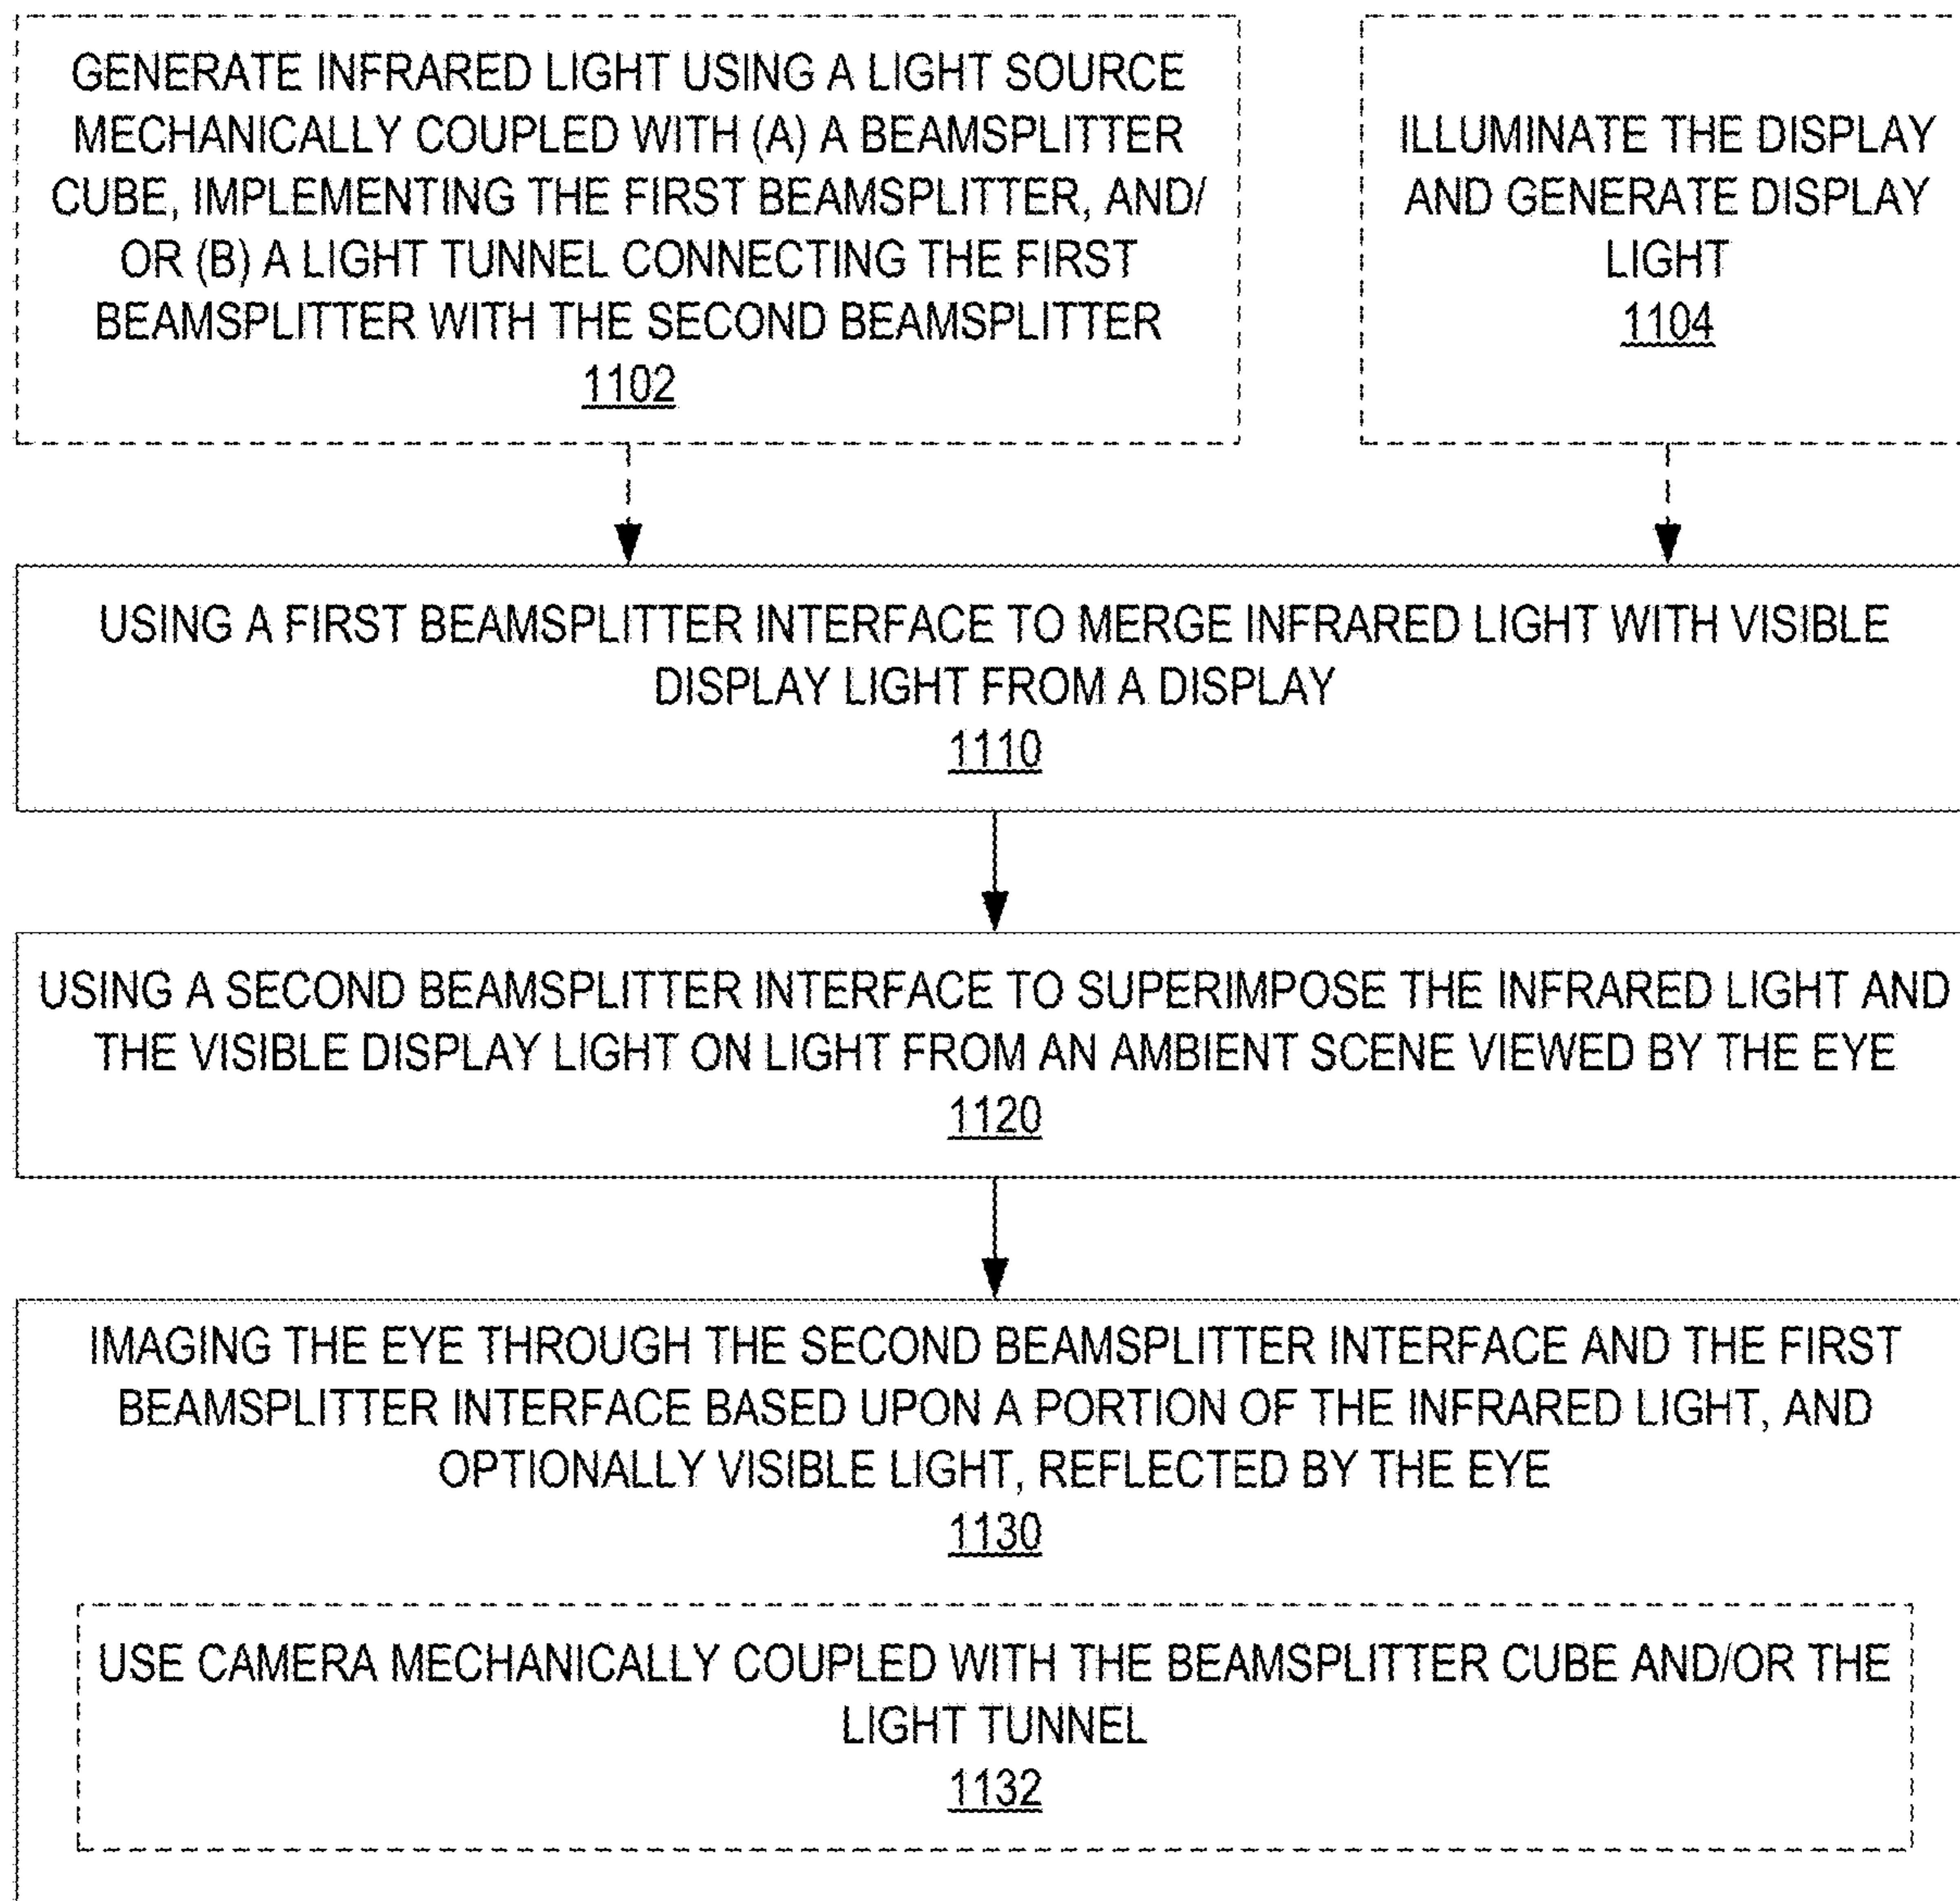 GENERATE INFRARED LIGHT USING A LIGHT SOURCE
MECHANICALLY COUPLED WITH (A) A BEAMSPLITTER
CUBE, IMPLEMENTING THE FIRST BEAMSPLITTER, AND/
OR (B) A LIGHT TUNNEL CONNECTING THE FIRST
BEAMSPLITTER WITH THE SECOND BEAMSPLITTER
1102
ILLUMINATE THE DISPLAY
AND GENERATE DISPLAY
LIGHT
1104
USING A FIRST BEAMSPLITTER INTERFACE TO MERGE INFRARED LIGHT WITH VISIBLE
DISPLAY LIGHT FROM A DISPLAY
1110
USING A SECOND BEAMSPLITTER INTERFACE TO SUPERIMPOSE THE INFRARED LIGHT AND
THE VISIBLE DISPLAY LIGHT ON LIGHT FROM AN AMBIENT SCENE VIEWED BY THE EYE
1120
IMAGING THE EYE THROUGH THE SECOND BEAMSPLITTER INTERFACE AND THE FIRST
BEAMSPLITTER INTERFACE BASED UPON A PORTION OF THE INFRARED LIGHT, AND
OPTIONALLY VISIBLE LIGHT, REFLECTED BY THE EYE
1130
USE CAMERA MECHANICALLY COUPLED WITH THE BEAMSPLITTER CUBE AND/OR THE
LIGHT TUNNEL
1132